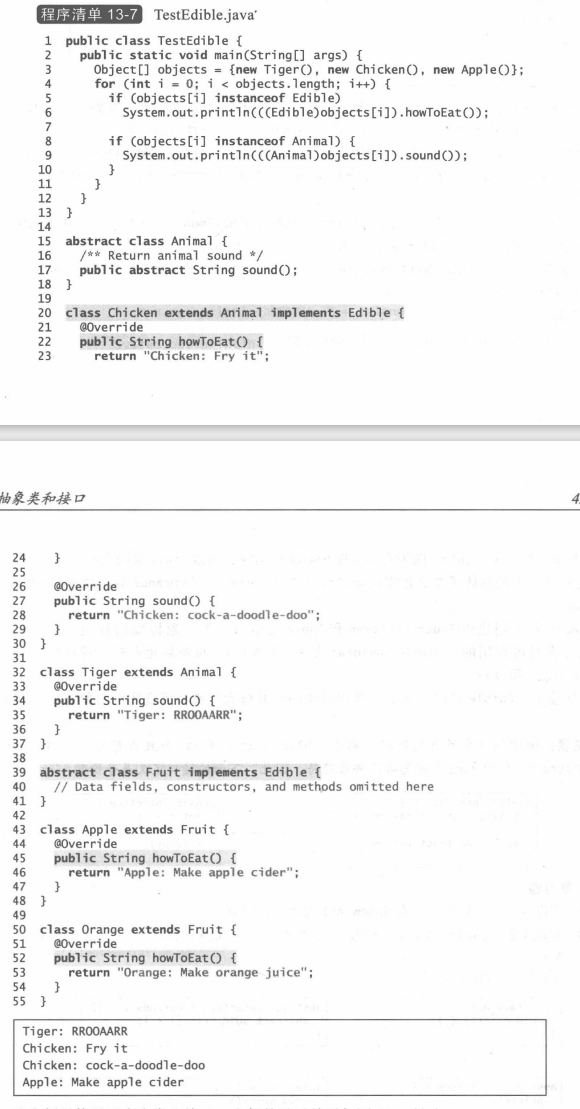 程序清单 13-7 TestEdible.java
1 public class TestEdible {
2   public static void main(String[] args) {
3     Object[] objects = {new Tiger(), new Chicken(), new Apple()};
4     for (int i = 0; i < objects.length; i++) {
5       if (objects[i] instanceof Edible)
6         System.out.println(((Edible)objects[i]).howToEat());
7
8       if (objects[i] instanceof Animal) {
9         System.out.println(((Animal)objects[i]).sound());
10       }
11     }
12   }
13 }
14
15 abstract class Animal {
16   /** Return animal sound */
17   public abstract String sound();
18 }
19
20 class Chicken extends Animal implements Edible {
21   @Override
22   public String howToEat() {
23     return "Chicken: Fry it";
抽象类和接口
24   }
25
26   @Override
27   public String sound() {
28     return "Chicken: cock-a-doodle-doo";
29   }
30 }
31
32 class Tiger extends Animal {
33   @Override
34   public String sound() {
35     return "Tiger: RROOAARR";
36   }
37 }
38
39 abstract class Fruit implements Edible {
40   // Data fields, constructors, and methods omitted here
41 }
42
43 class Apple extends Fruit {
44   @Override
45   public String howToEat() {
46     return "Apple: Make apple cider";
47   }
48 }
49
50 class Orange extends Fruit {
51   @Override
52   public String howToEat() {
53     return "Orange: Make orange juice";
54   }
55 }
Tiger: RROOAARR
Chicken: Fry it
Chicken: cock-a-doodle-doo
Apple: Make apple cider